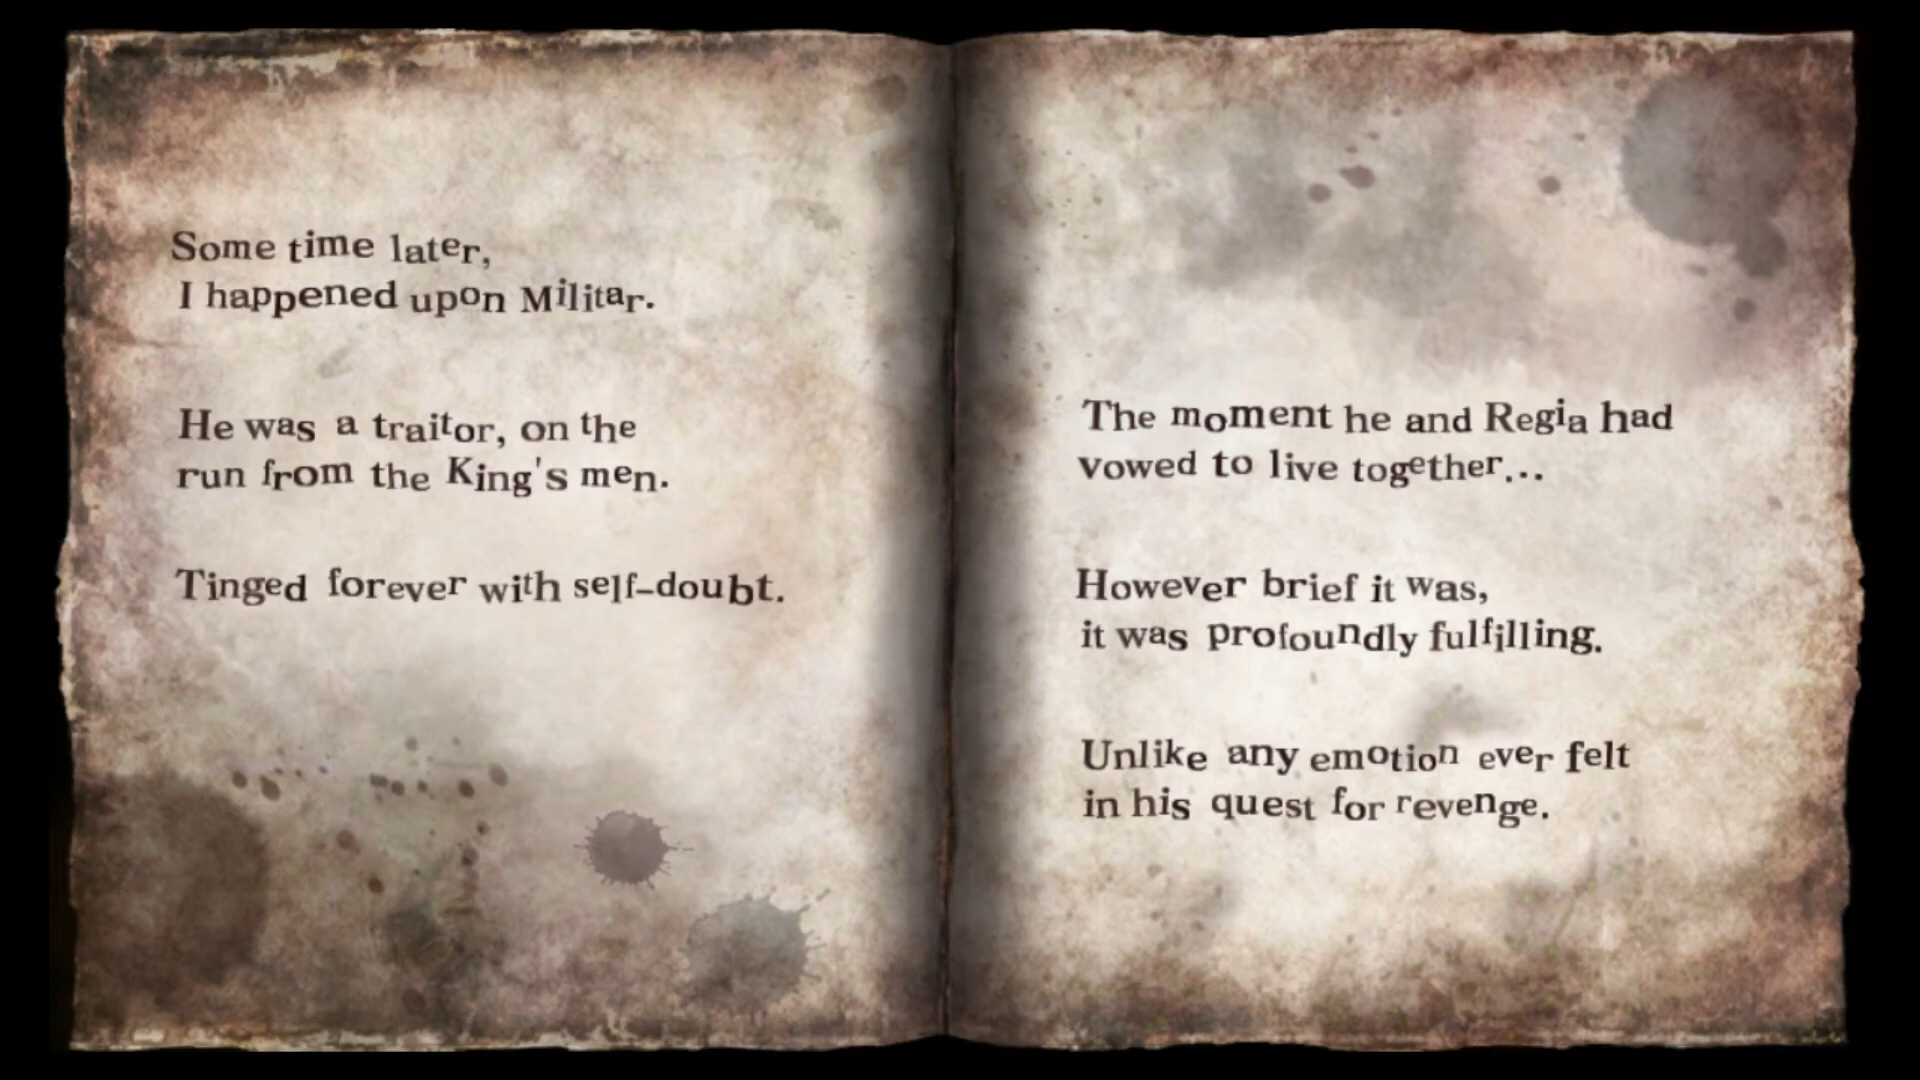 Some time later,
I happened upon Militar.
He was a traitor, on the
run from the King's men.
Tinged forever with self-doubt.
The moment he and Regia had
vowed to live together...
However brief it was,
it was profoundly fulfilling.
Unlike any emotion ever felt
in his quest for revenge.